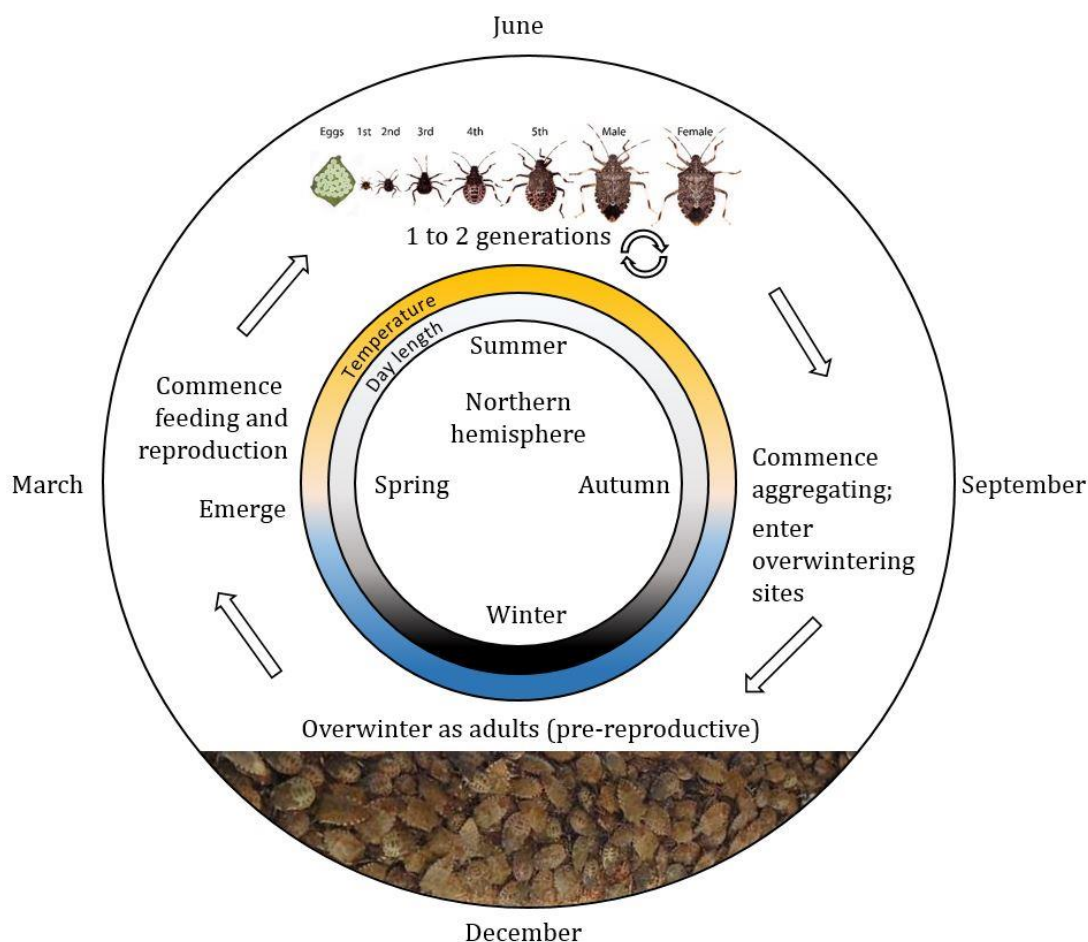 June
Eggs 1st 2nd 3rd 4th 5th Male Female
1 to 2 generations
Temperature
Day length
Summer
Northern
hemisphere
Commence
feeding and
reproduction
March
Emerge
Spring
Autumn
Commence
aggregating;
enter
overwintering
sites
September
Winter
Overwinter as adults (pre-reproductive)
December